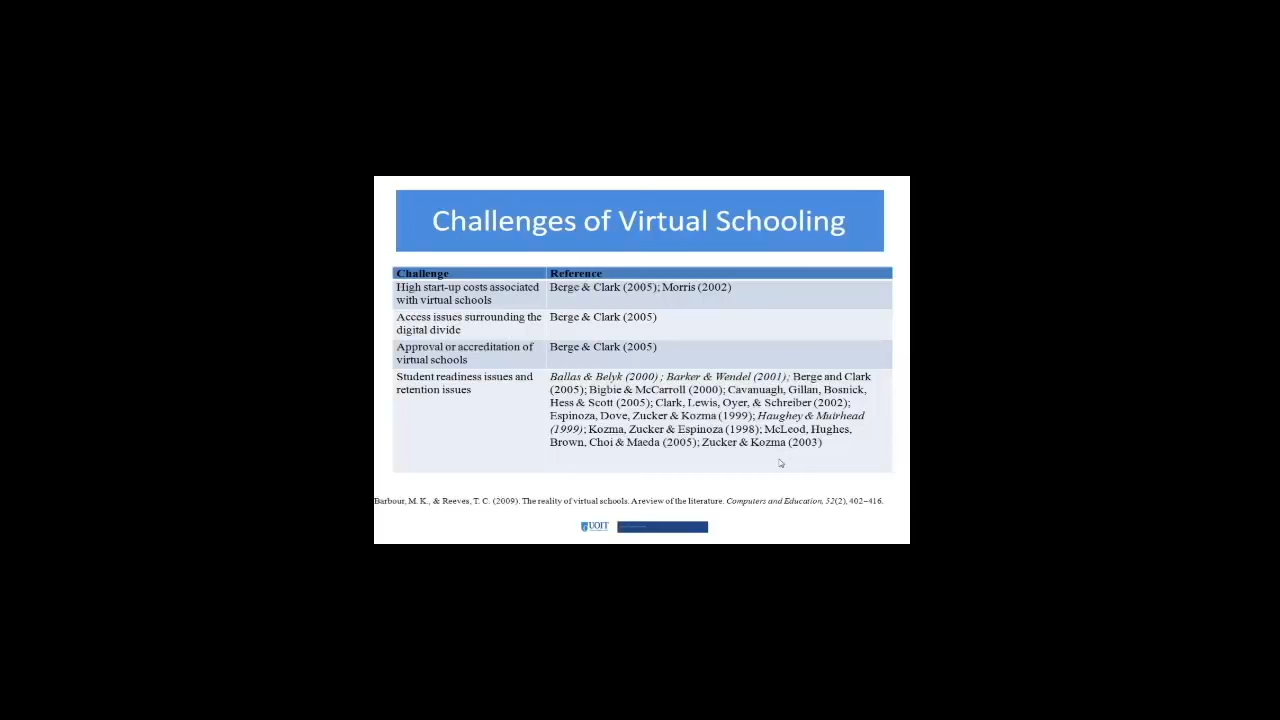 Challenges of Virtual Schooling
Challenge Reference
High start-up costs associated
with virtual schools
Berge & Clark (2005); Morris (2002)
Access issues surrounding the
digital divide
Berge & Clark (2005)
Approval or accreditation of
virtual schools
Berge & Clark (2005)
Student readiness issues and
retention issues
Ballas & Belyk (2000) ; Barker & Wendel (2001); Berge and Clark
(2005); Bigbie & McCarroll (2000); Cavanuagh, Gillan, Bosnick,
Hess & Scott (2005); Clark, Lewis, Oyer, & Schreiber (2002);
Espinoza, Dove, Zucker & Kozma (1999); Haughey & Muirhead
(1999); Kozma, Zucker & Espinoza (1998); McLeod, Hughes,
Brown, Choi & Maeda (2005); Zucker & Kozma (2003)
Barbour, M. K., & Reeves, T. C. (2009). The reality of virtual schools. A review of the literature. Computers and Education, 52(2), 402–416.
UOIT